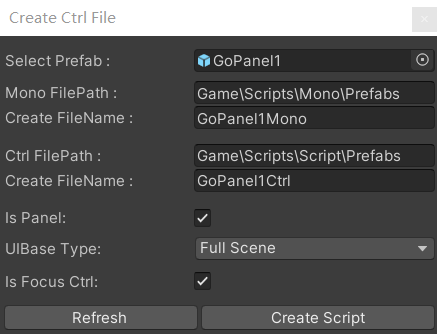 Create Ctrl File
Select Prefab : GoPanel1
Mono FilePath : Game\Scripts\Mono\Prefabs
Create FileName : GoPanel1Mono
Ctrl FilePath : Game\Scripts\Script\Prefabs
Create FileName : GoPanel1Ctrl
Is Panel:
UIBase Type: Full Scene
Is Focus Ctrl:
Refresh Create Script